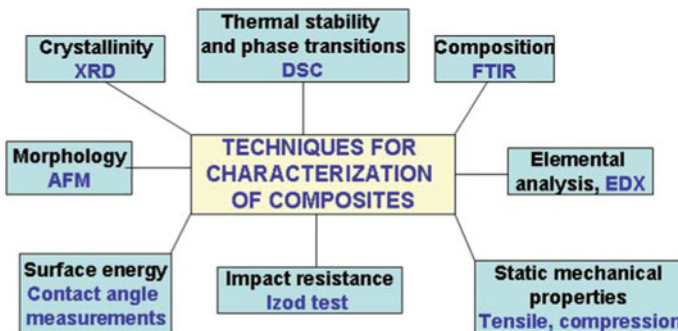 Crystallinity
XRD
Thermal stability
and phase transitions
DSC
Composition
FTIR
Morphology
AFM
TECHNIQUES FOR
CHARACTERIZATION
OF COMPOSITES
Elemental
analysis, EDX
Surface energy
Contact angle
measurements
Impact resistance
Izod test
Static mechanical
properties
Tensile, compression